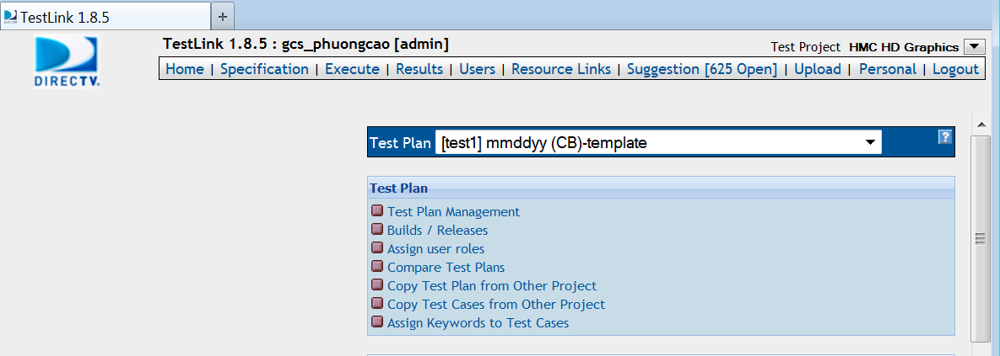 TestLink 1.8.5
+
DIRECTV.
TestLink 1.8.5 : gcs_phuongcao [admin]
Test Project HMC HD Graphics
Home | Specification | Execute | Results | Users | Resource Links | Suggestion [625 Open] | Upload | Personal | Logout
Test Plan [test1] mmddyy (CB)-template
?
Test Plan
Test Plan Management
Builds / Releases
Assign user roles
Compare Test Plans
Copy Test Plan from Other Project
Copy Test Cases from Other Project
Assign Keywords to Test Cases